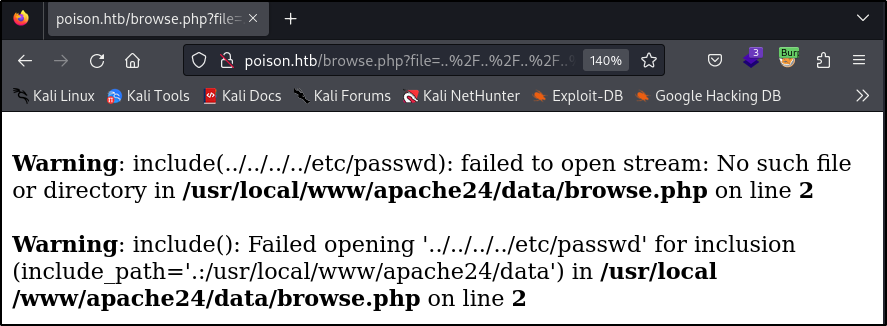 poison.htb/browse.php?file=
poison.htb/browse.php?file=..%2F..%2F..%2F..%
140%
3
Burp
Kali Linux
Kali Tools
Kali Docs
Kali Forums
Kali NetHunter
Exploit-DB
Google Hacking DB
Warning: include(../../../../etc/passwd): failed to open stream: No such file
or directory in /usr/local/www/apache24/data/browse.php on line 2
Warning: include(): Failed opening '../../../../etc/passwd' for inclusion
(include_path='.:/usr/local/www/apache24/data') in /usr/local
/www/apache24/data/browse.php on line 2